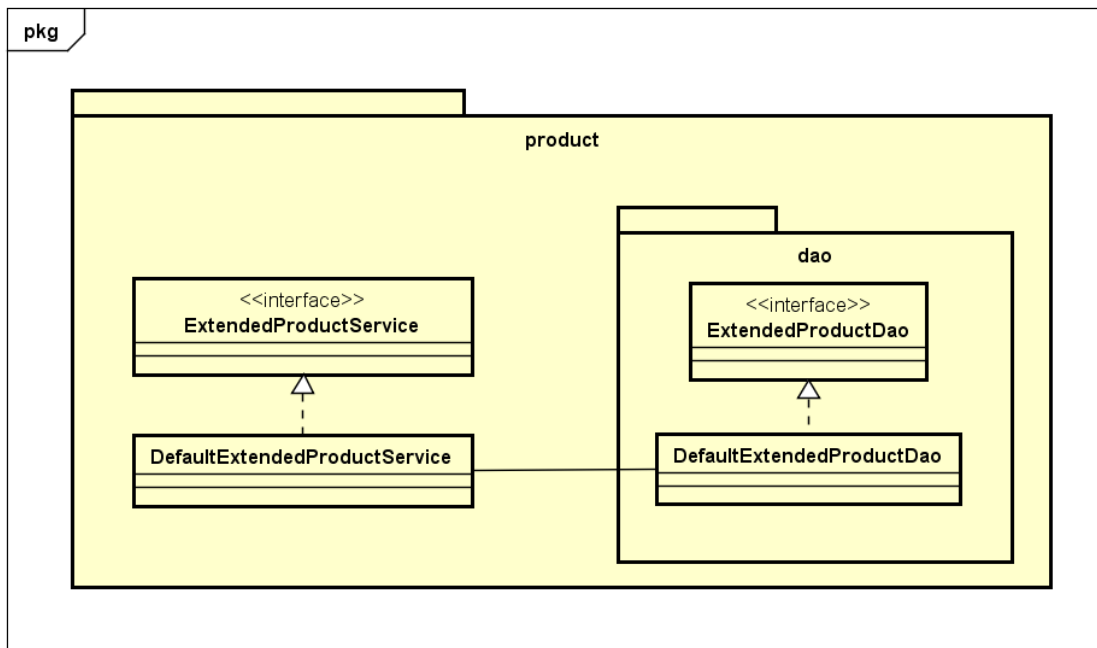 pkg
product
dao
<<interface>>
ExtendedProductService
<<interface>>
ExtendedProductDao
DefaultExtendedProductService
DefaultExtendedProductDao